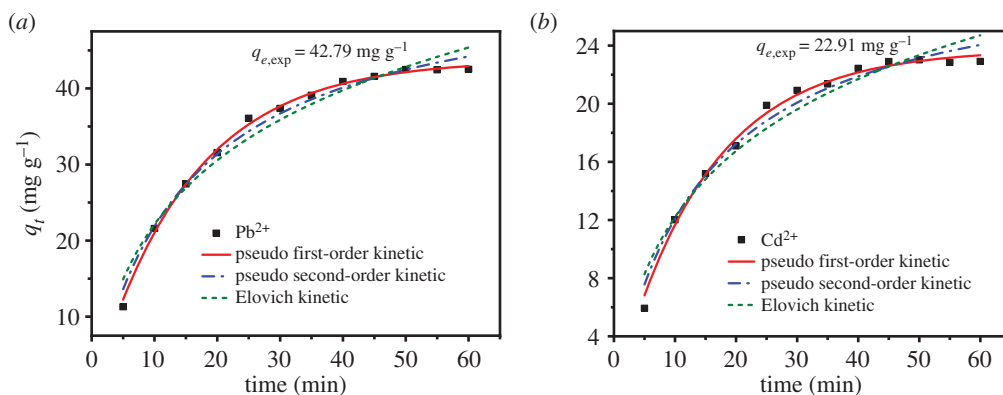 (a)
q_e,exp = 42.79 mg g⁻¹
40
30
20
10
q_t (mg g⁻¹)
Pb²⁺
pseudo first-order kinetic
pseudo second-order kinetic
Elovich kinetic
0 10 20 30 40 50 60
time (min)
(b)
q_e,exp = 22.91 mg g⁻¹
24
20
16
12
8
4
Cd²⁺
pseudo first-order kinetic
pseudo second-order kinetic
Elovich kinetic
0 10 20 30 40 50 60
time (min)